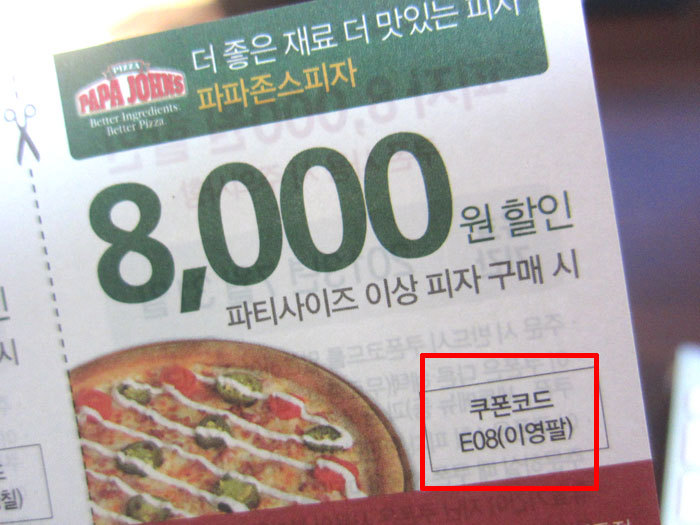 더 좋은 재료 더 맛있는 피자
파파존스피자
PIZZA
PAPA JOHNS
Better Ingredients.
Better Pizza.
8,000원 할인
파티사이즈 이상 피자 구매 시
쿠폰코드
E08(이영팔)
시
칠)